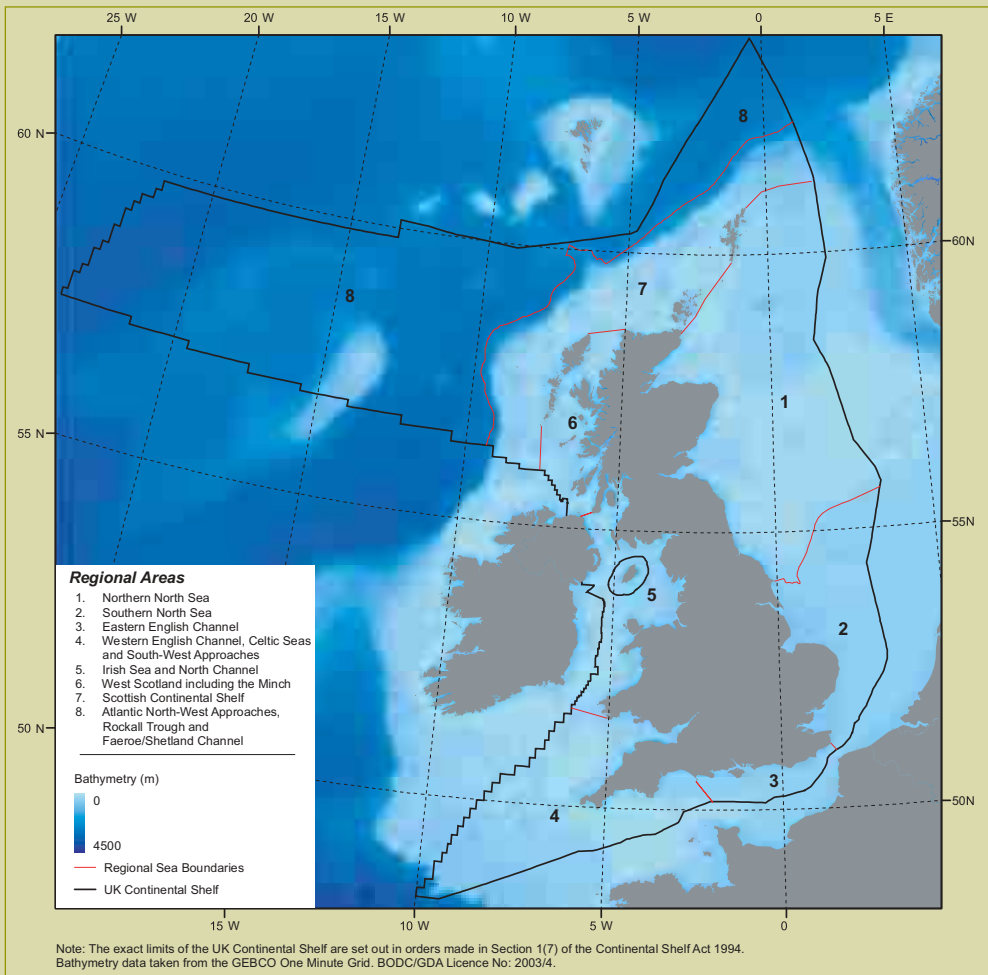 25 W 20 W 15 W 10 W 5 W 0 5 E
8
60 N
60 N
7
8
1
6
55 N
55 N
5
2
Regional Areas
1. Northern North Sea
2. Southern North Sea
3. Eastern English Channel
4. Western English Channel, Celtic Seas
and South-West Approaches
5. Irish Sea and North Channel
6. West Scotland including the Minch
7. Scottish Continental Shelf
8. Atlantic North-West Approaches,
Rockall Trough and
Faeroe/Shetland Channel
50 N
Bathymetry (m)
0
4500
Regional Sea Boundaries
UK Continental Shelf
3
4
50 N
15 W 10 W 5 W 0
Note: The exact limits of the UK Continental Shelf are set out in orders made in Section 1(7) of the Continental Shelf Act 1994.
Bathymetry data taken from the GEBCO One Minute Grid. BODC/GDA Licence No: 2003/4.